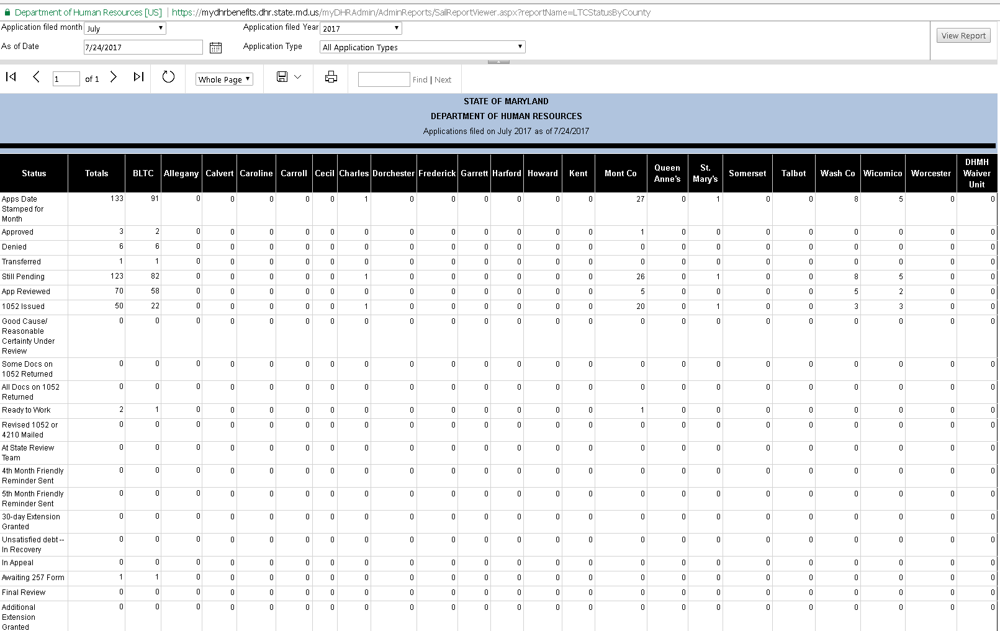 Department of Human Resources [US] | https://mydhrbenefits.dhr.state.md.us/myDHRAdmin/AdminReports/SailReportViewer.aspx?reportName=LTCStatusByCounty
Application filed month July Application filed Year 2017
View Report
As of Date 7/24/2017 Application Type All Application Types
1 of 1 Whole Page Find | Next
STATE OF MARYLAND
DEPARTMENT OF HUMAN RESOURCES
Applications filed on July 2017 as of 7/24/2017
Status Totals BLTC Allegany Calvert Caroline Carroll Cecil Charles Dorchester Frederick Garrett Harford Howard Kent Mont Co Queen Anne's St. Mary's Somerset Talbot Wash Co Wicomico Worcester DHMH Waiver Unit
Apps Date Stamped for Month 133 91 0 0 0 0 0 1 0 0 0 0 0 0 27 0 1 0 0 8 5 0 0
Approved 3 2 0 0 0 0 0 0 0 0 0 0 0 0 1 0 0 0 0 0 0 0 0
Denied 6 6 0 0 0 0 0 0 0 0 0 0 0 0 0 0 0 0 0 0 0 0 0
Transferred 1 1 0 0 0 0 0 0 0 0 0 0 0 0 0 0 0 0 0 0 0 0 0
Still Pending 123 82 0 0 0 0 0 1 0 0 0 0 0 0 26 0 1 0 0 8 5 0 0
App Reviewed 70 58 0 0 0 0 0 0 0 0 0 0 0 0 5 0 0 0 0 5 2 0 0
1052 Issued 50 22 0 0 0 0 0 1 0 0 0 0 0 0 20 0 1 0 0 3 3 0 0
Good Cause/ Reasonable Certainty Under Review 0 0 0 0 0 0 0 0 0 0 0 0 0 0 0 0 0 0 0 0 0 0 0
Some Docs on 1052 Returned 0 0 0 0 0 0 0 0 0 0 0 0 0 0 0 0 0 0 0 0 0 0 0
All Docs on 1052 Returned 0 0 0 0 0 0 0 0 0 0 0 0 0 0 0 0 0 0 0 0 0 0 0
Ready to Work 2 1 0 0 0 0 0 0 0 0 0 0 0 0 1 0 0 0 0 0 0 0 0
Revised 1052 or 4210 Mailed 0 0 0 0 0 0 0 0 0 0 0 0 0 0 0 0 0 0 0 0 0 0 0
At State Review Team 0 0 0 0 0 0 0 0 0 0 0 0 0 0 0 0 0 0 0 0 0 0 0
4th Month Friendly Reminder Sent 0 0 0 0 0 0 0 0 0 0 0 0 0 0 0 0 0 0 0 0 0 0 0
5th Month Friendly Reminder Sent 0 0 0 0 0 0 0 0 0 0 0 0 0 0 0 0 0 0 0 0 0 0 0
30-day Extension Granted 0 0 0 0 0 0 0 0 0 0 0 0 0 0 0 0 0 0 0 0 0 0 0
Unsatisfied debt -- In Recovery 0 0 0 0 0 0 0 0 0 0 0 0 0 0 0 0 0 0 0 0 0 0 0
In Appeal 0 0 0 0 0 0 0 0 0 0 0 0 0 0 0 0 0 0 0 0 0 0 0
Awaiting 257 Form 1 1 0 0 0 0 0 0 0 0 0 0 0 0 0 0 0 0 0 0 0 0 0
Final Review 0 0 0 0 0 0 0 0 0 0 0 0 0 0 0 0 0 0 0 0 0 0 0
Additional Extension Granted 0 0 0 0 0 0 0 0 0 0 0 0 0 0 0 0 0 0 0 0 0 0 0